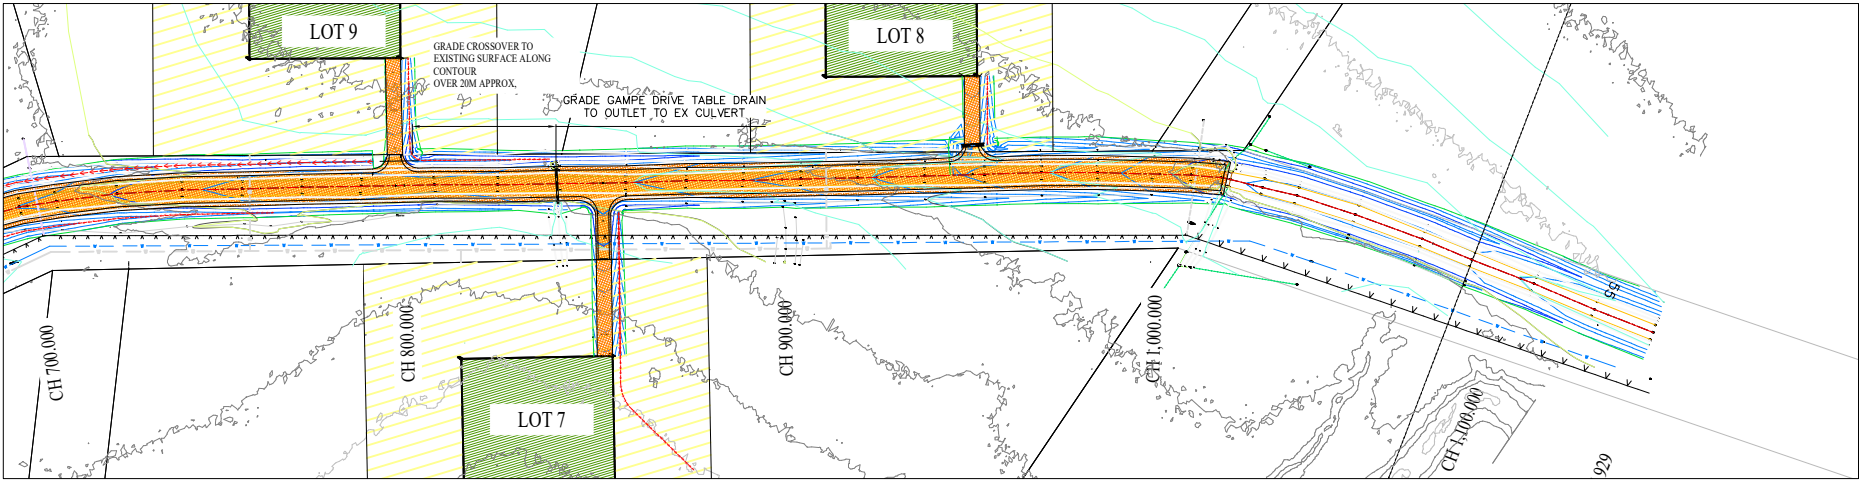 LOT 9
LOT 8
GRADE CROSSOVER TO
EXISTING SURFACE ALONG
CONTOUR
OVER 20M APPROX,
GRADE GAMPE DRIVE TABLE DRAIN
TO OUTLET TO EX CULVERT
55
CH 700.000
CH 800.000
CH 900.000
CH 1,000.000
CH 1,100.000
LOT 7
929